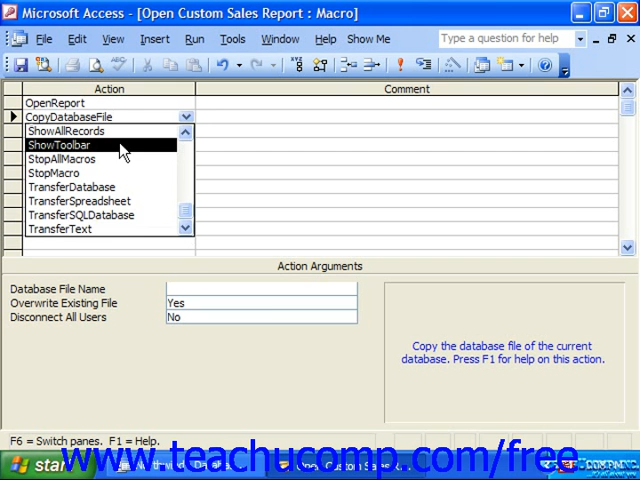 Microsoft Access - [Open Custom Sales Report : Macro]
File Edit View Insert Run Tools Window Help Show Me
Type a question for help
Action Comment
OpenReport
CopyDatabaseFile
ShowAllRecords
ShowToolbar
StopAllMacros
StopMacro
TransferDatabase
TransferSpreadsheet
TransferSQLDatabase
TransferText
Action Arguments
Database File Name
Overwrite Existing File Yes
Disconnect All Users No
Copy the database file of the current
database. Press F1 for help on this action.
F6 = Switch panes. F1 = Help.
start
www.teachucomp.com/free